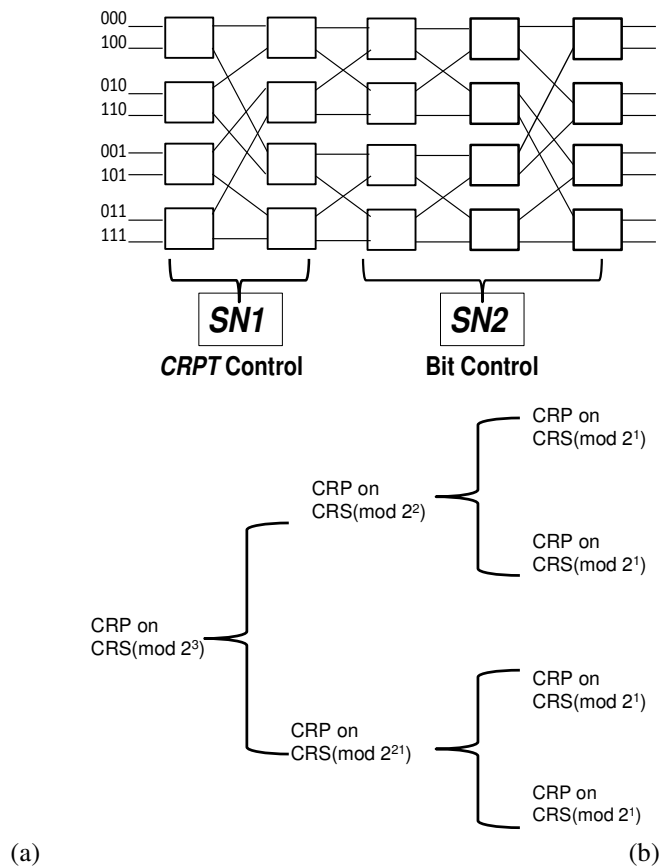 000
100
010
110
001
101
011
111
SN1
SN2
CRPT Control
Bit Control
CRP on
CRS(mod 2¹)
CRP on
CRS(mod 2²)
CRP on
CRS(mod 2¹)
CRP on
CRS(mod 2³)
CRP on
CRS(mod 2¹)
CRP on
CRS(mod 2²¹)
CRP on
CRS(mod 2¹)
(a)
(b)